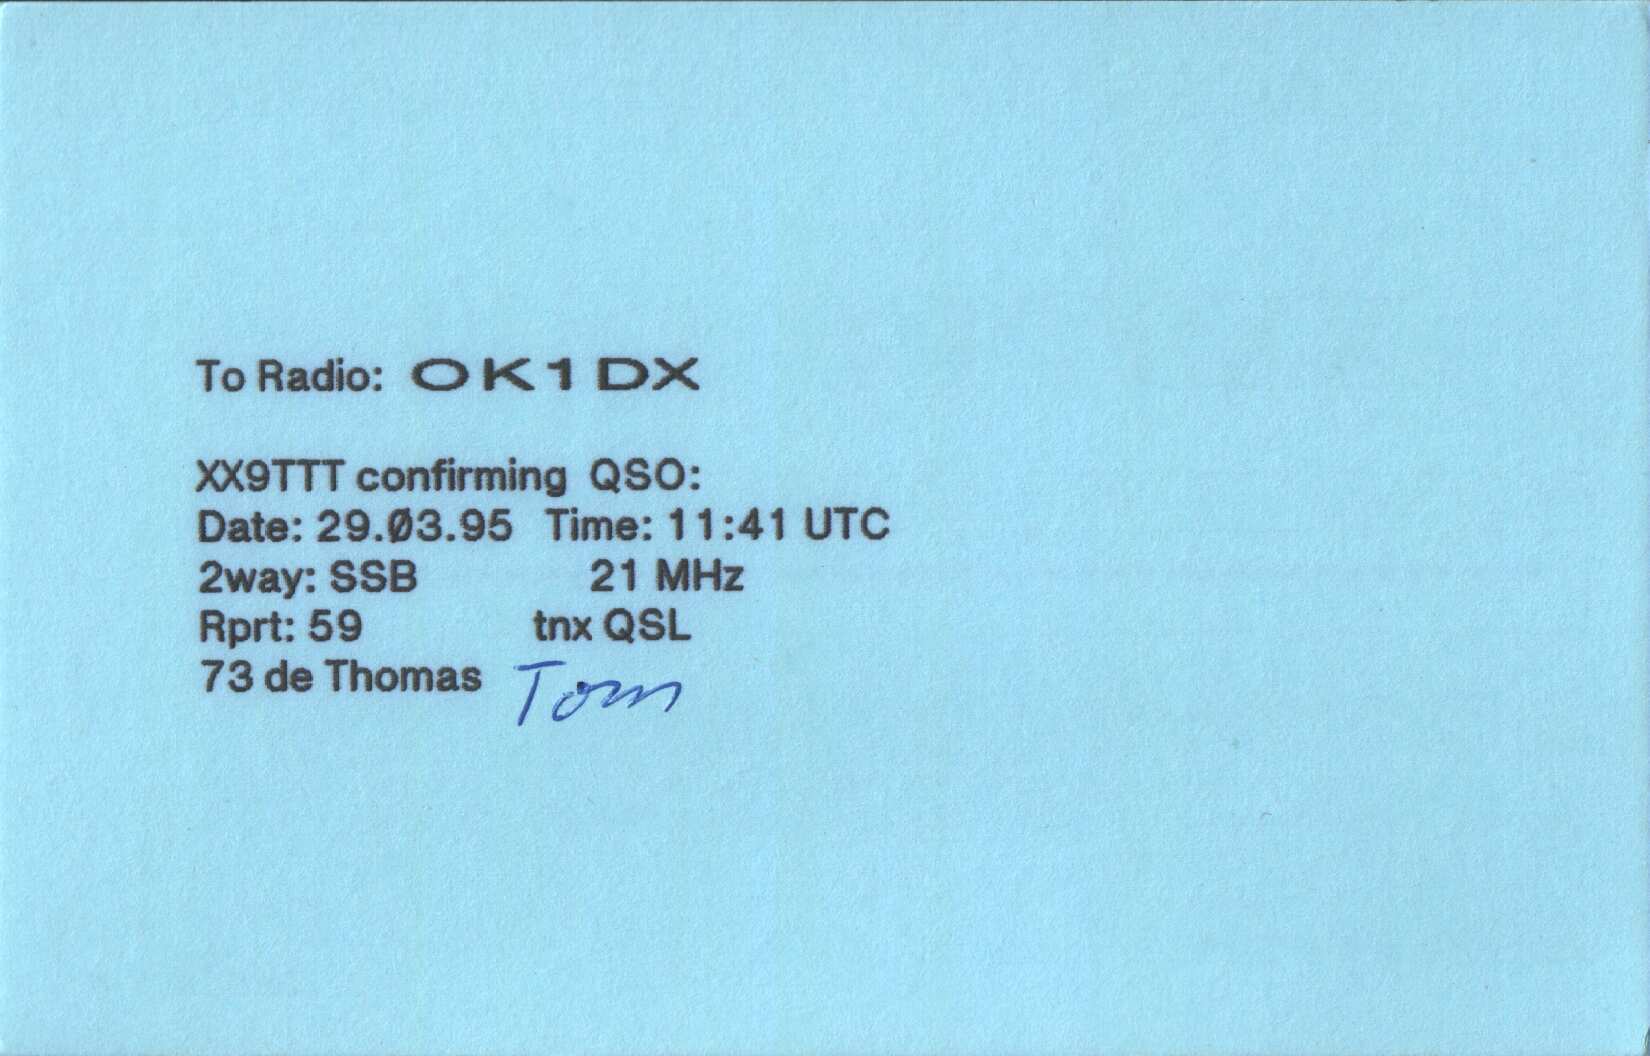 To Radio: OK1DX
XX9TTT confirming QSO:
Date: 29.Ø3.95 Time: 11:41 UTC
2way: SSB 21 MHz
Rprt: 59 tnx QSL
73 de Thomas Tom